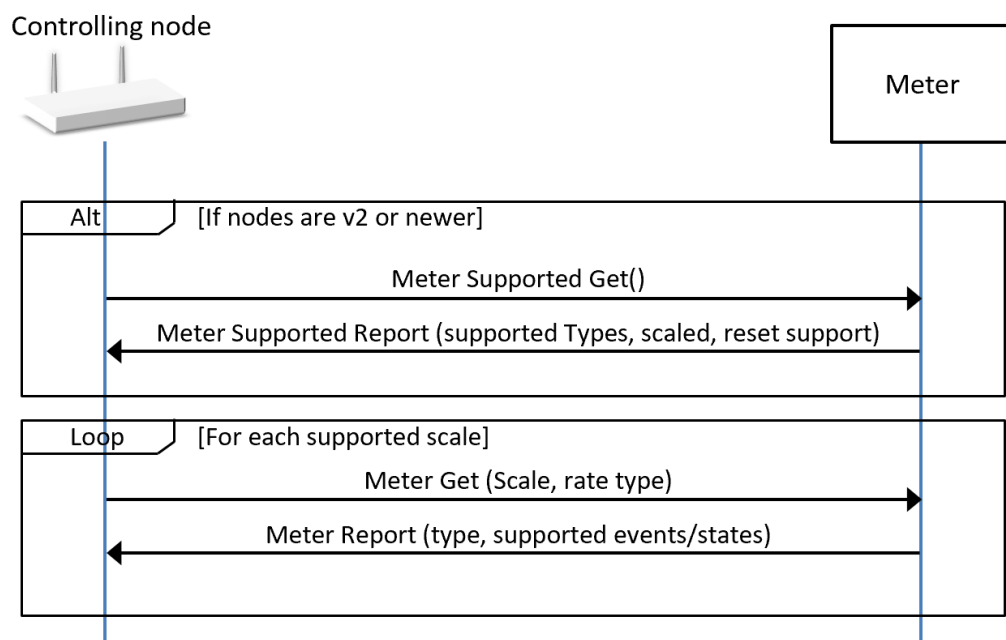 Controlling node
Meter
Alt [If nodes are v2 or newer]
Meter Supported Get()
Meter Supported Report (supported Types, scaled, reset support)
Loop [For each supported scale]
Meter Get (Scale, rate type)
Meter Report (type, supported events/states)